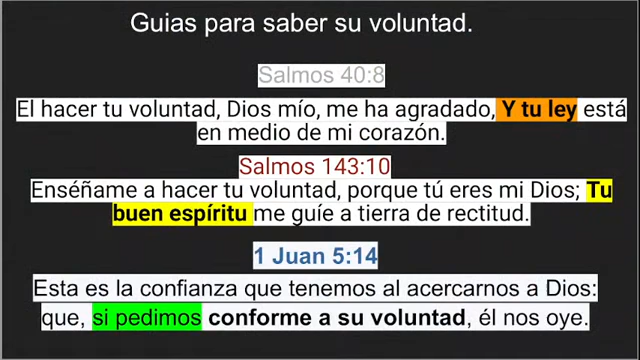 Guias para saber su voluntad.
Salmos 40:8
El hacer tu voluntad, Dios mío, me ha agradado, Y tu ley está
en medio de mi corazón.
Salmos 143:10
Enséñame a hacer tu voluntad, porque tú eres mi Dios; Tu
buen espíritu me guíe a tierra de rectitud.
1 Juan 5:14
Esta es la confianza que tenemos al acercarnos a Dios:
que, si pedimos conforme a su voluntad, él nos oye.